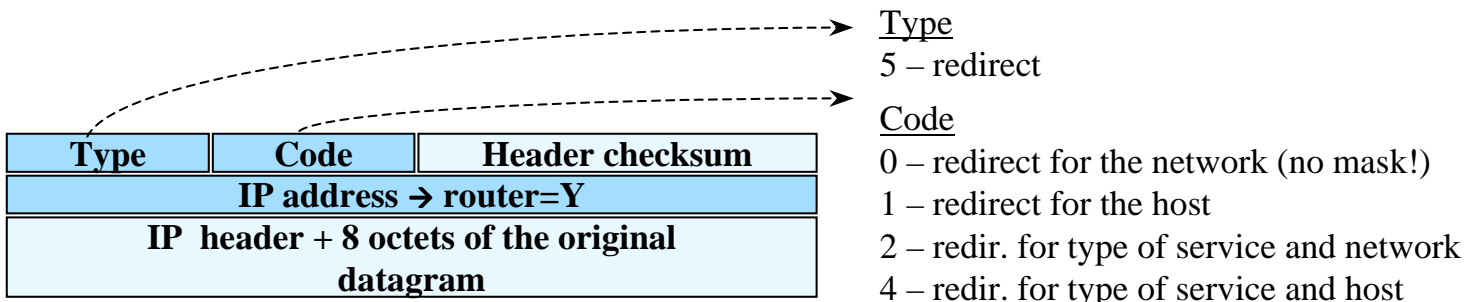 Type
5 – redirect
Code
0 – redirect for the network (no mask!)
1 – redirect for the host
2 – redir. for type of service and network
4 – redir. for type of service and host
Type Code Header checksum
IP address → router=Y
IP header + 8 octets of the original
datagram